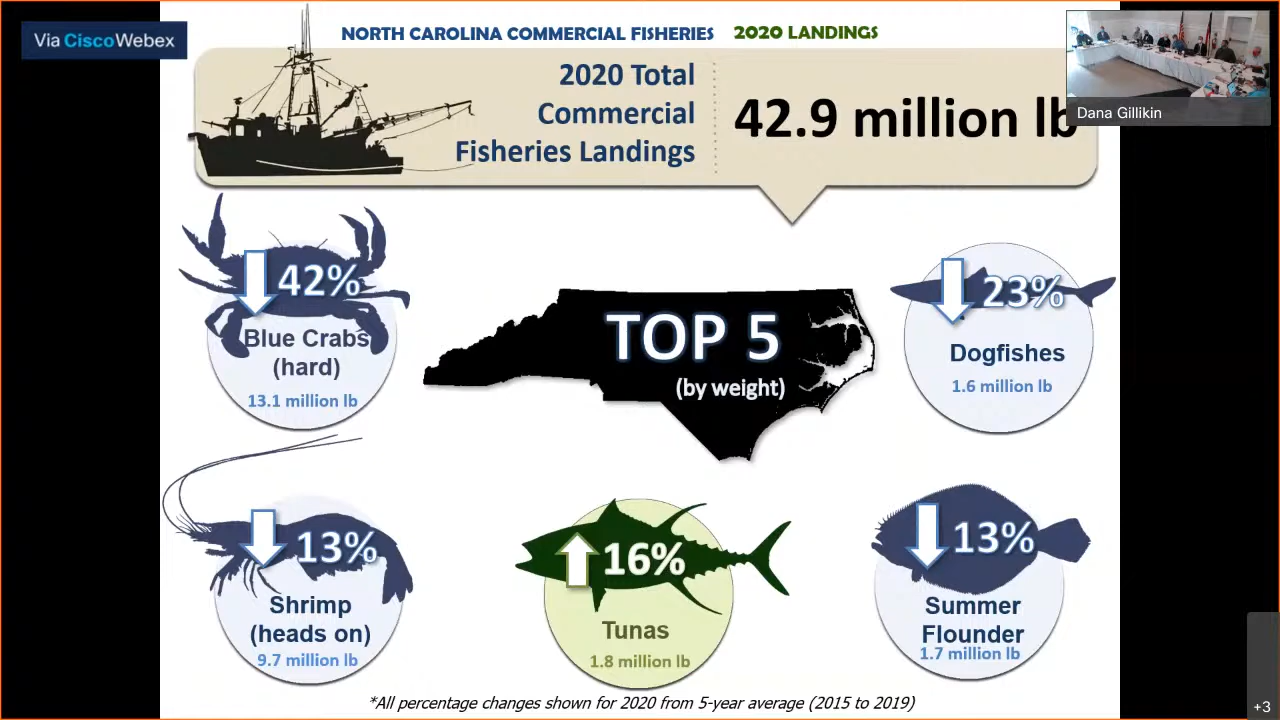 Via CiscoWebex
NORTH CAROLINA COMMERCIAL FISHERIES 2020 LANDINGS
2020 Total
Commercial
Fisheries Landings
42.9 million lb
Dana Gillikin
42%
Blue Crabs
(hard)
13.1 million lb
TOP 5
(by weight)
23%
Dogfishes
1.6 million lb
13%
Shrimp
(heads on)
9.7 million lb
16%
Tunas
1.8 million lb
13%
Summer
Flounder
1.7 million lb
*All percentage changes shown for 2020 from 5-year average (2015 to 2019)
+3